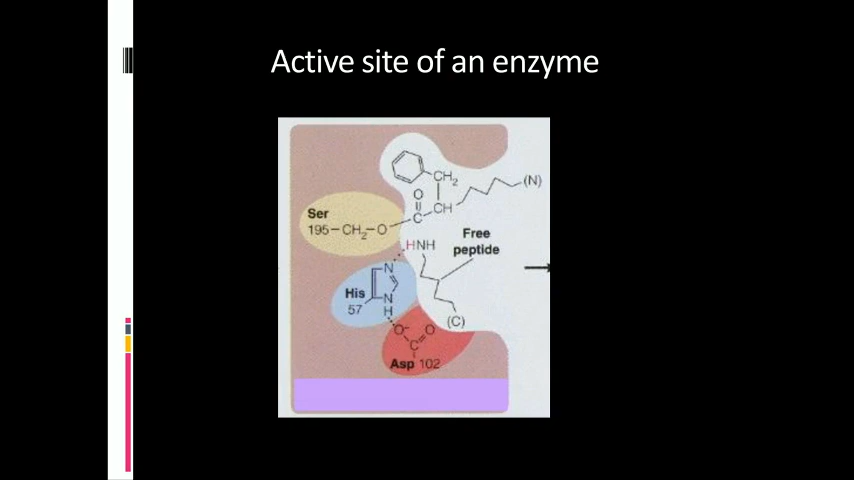 Active site of an enzyme
CH2
(N)
O
CH
C
Ser
195–CH2–O
Free
peptide
HNH
N
His
57
N
H
(C)
O-
O
C
Asp 102